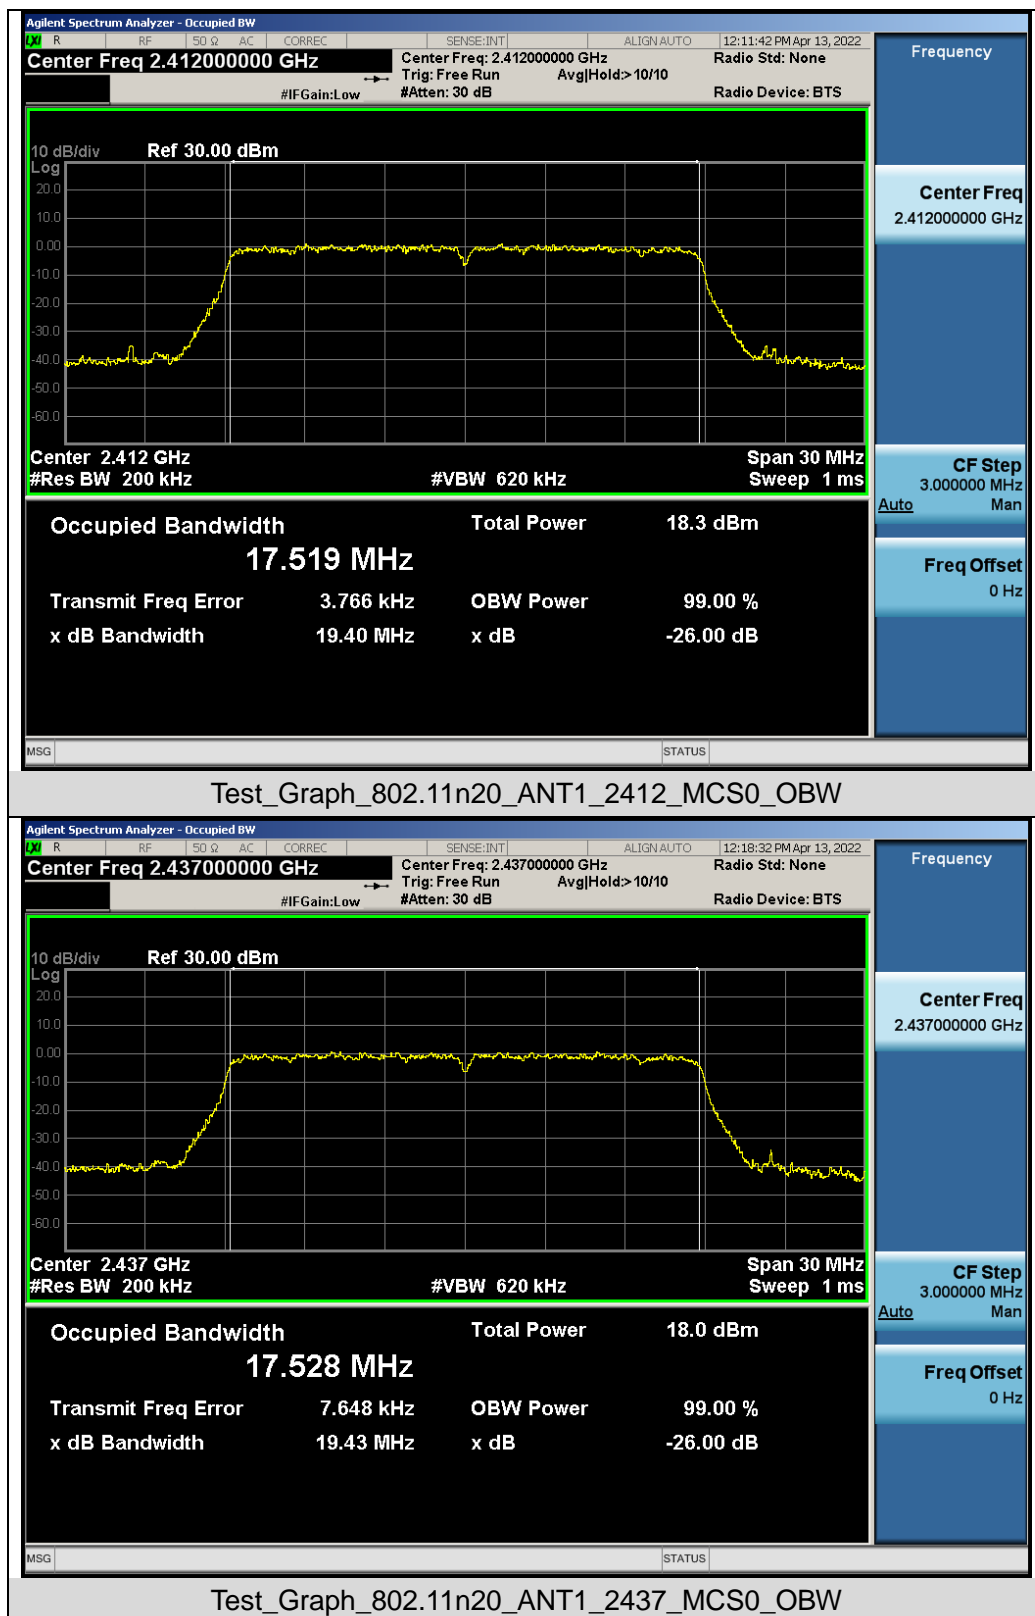 Agilent Spectrum Analyzer - Occupied BW
LXI R RF 50 Ω AC CORREC SENSE:INT ALIGN AUTO 12:11:42 PM Apr 13, 2022
Center Freq 2.412000000 GHz
Center Freq: 2.412000000 GHz
Radio Std: None
Trig: Free Run Avg|Hold:>10/10
#IFGain:Low
#Atten: 30 dB
Radio Device: BTS
Frequency
10 dB/div Ref 30.00 dBm
Log
20.0
10.0
0.00
-10.0
-20.0
-30.0
-40.0
-50.0
-60.0
Center 2.412 GHz Span 30 MHz
#Res BW 200 kHz #VBW 620 kHz Sweep 1 ms
Center Freq
2.412000000 GHz
CF Step
3.000000 MHz
Auto Man
Freq Offset
0 Hz
Occupied Bandwidth Total Power 18.3 dBm
17.519 MHz
Transmit Freq Error 3.766 kHz OBW Power 99.00 %
x dB Bandwidth 19.40 MHz x dB -26.00 dB
MSG STATUS
Test_Graph_802.11n20_ANT1_2412_MCS0_OBW
Agilent Spectrum Analyzer - Occupied BW
LXI R RF 50 Ω AC CORREC SENSE:INT ALIGN AUTO 12:18:32 PM Apr 13, 2022
Center Freq 2.437000000 GHz
Center Freq: 2.437000000 GHz
Radio Std: None
Trig: Free Run Avg|Hold:>10/10
#IFGain:Low
#Atten: 30 dB
Radio Device: BTS
Frequency
10 dB/div Ref 30.00 dBm
Log
20.0
10.0
0.00
-10.0
-20.0
-30.0
-40.0
-50.0
-60.0
Center 2.437 GHz Span 30 MHz
#Res BW 200 kHz #VBW 620 kHz Sweep 1 ms
Center Freq
2.437000000 GHz
CF Step
3.000000 MHz
Auto Man
Freq Offset
0 Hz
Occupied Bandwidth Total Power 18.0 dBm
17.528 MHz
Transmit Freq Error 7.648 kHz OBW Power 99.00 %
x dB Bandwidth 19.43 MHz x dB -26.00 dB
MSG STATUS
Test_Graph_802.11n20_ANT1_2437_MCS0_OBW